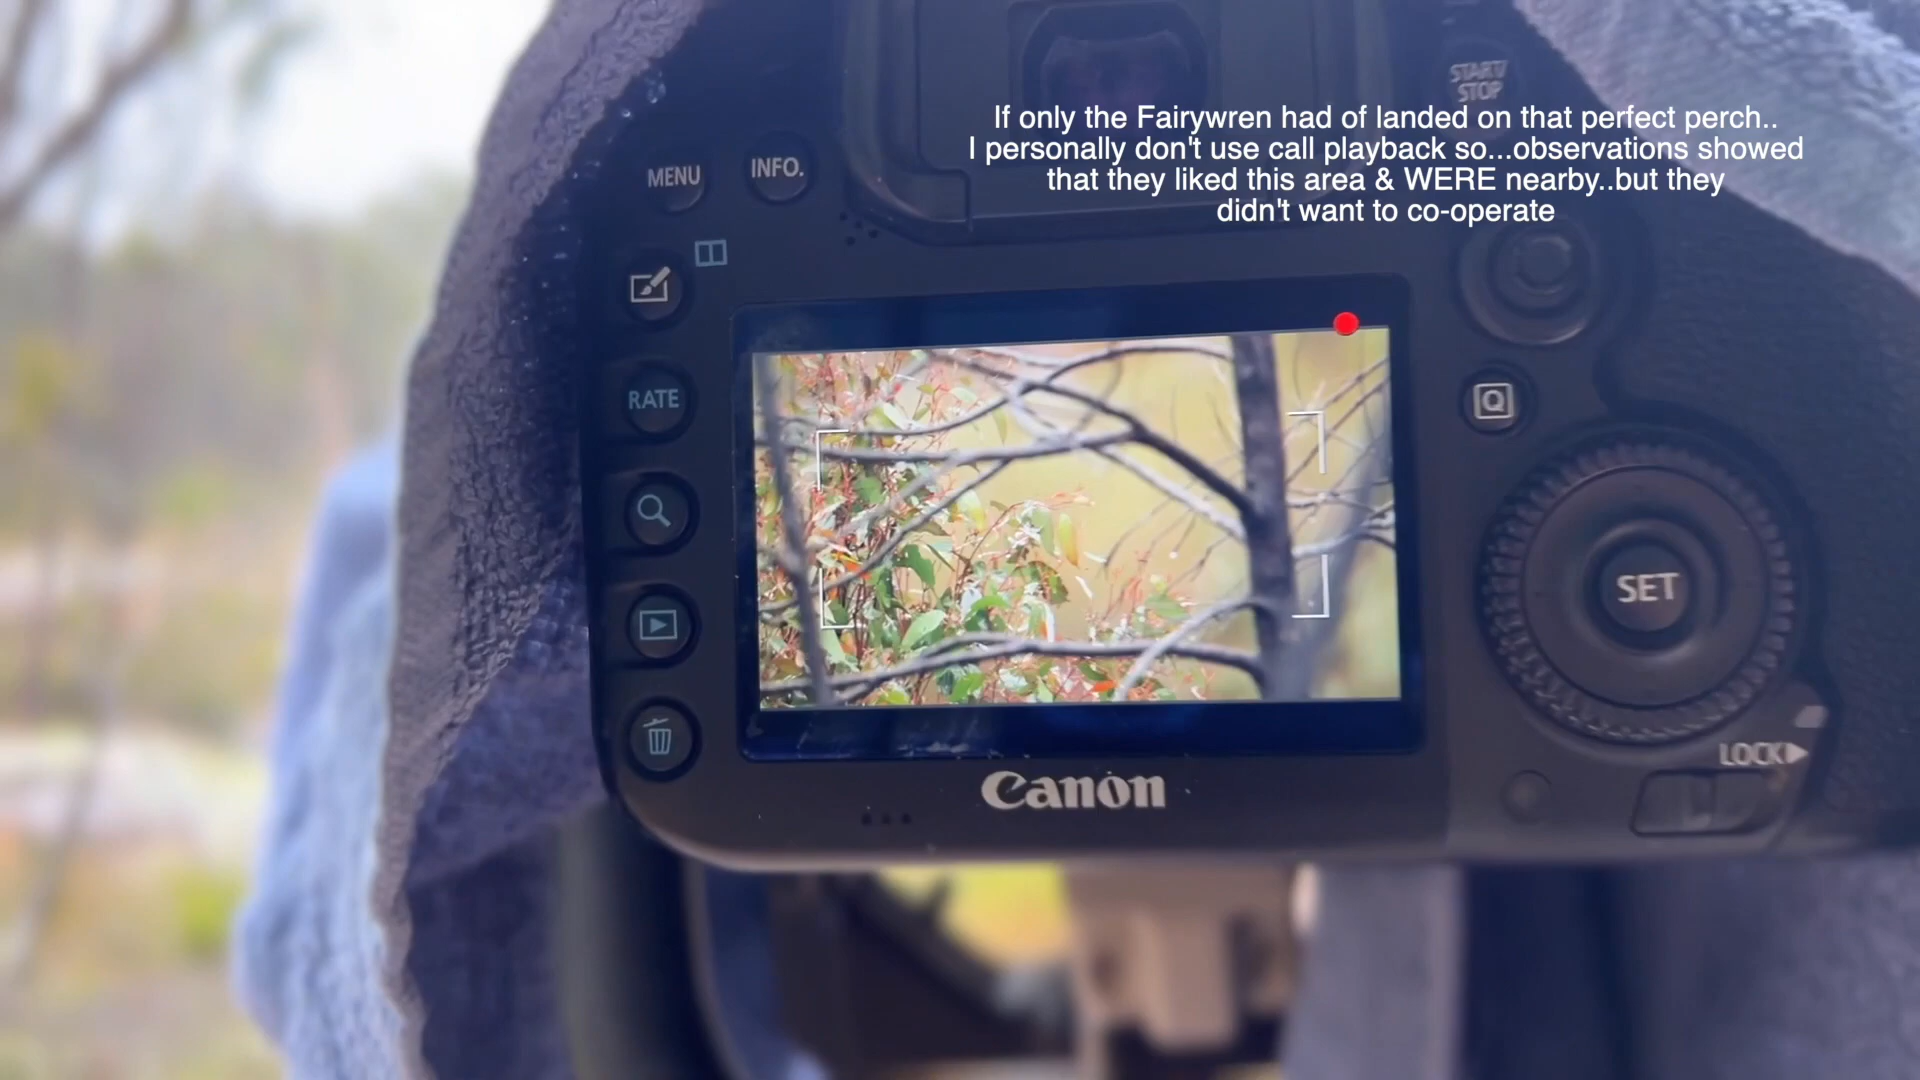 START/
STOP
If only the Fairywren had of landed on that perfect perch..
I personally don't use call playback so...observations showed
that they liked this area & WERE nearby..but they
didn't want to co-operate
MENU
INFO.
RATE
Q
SET
LOCK
Canon